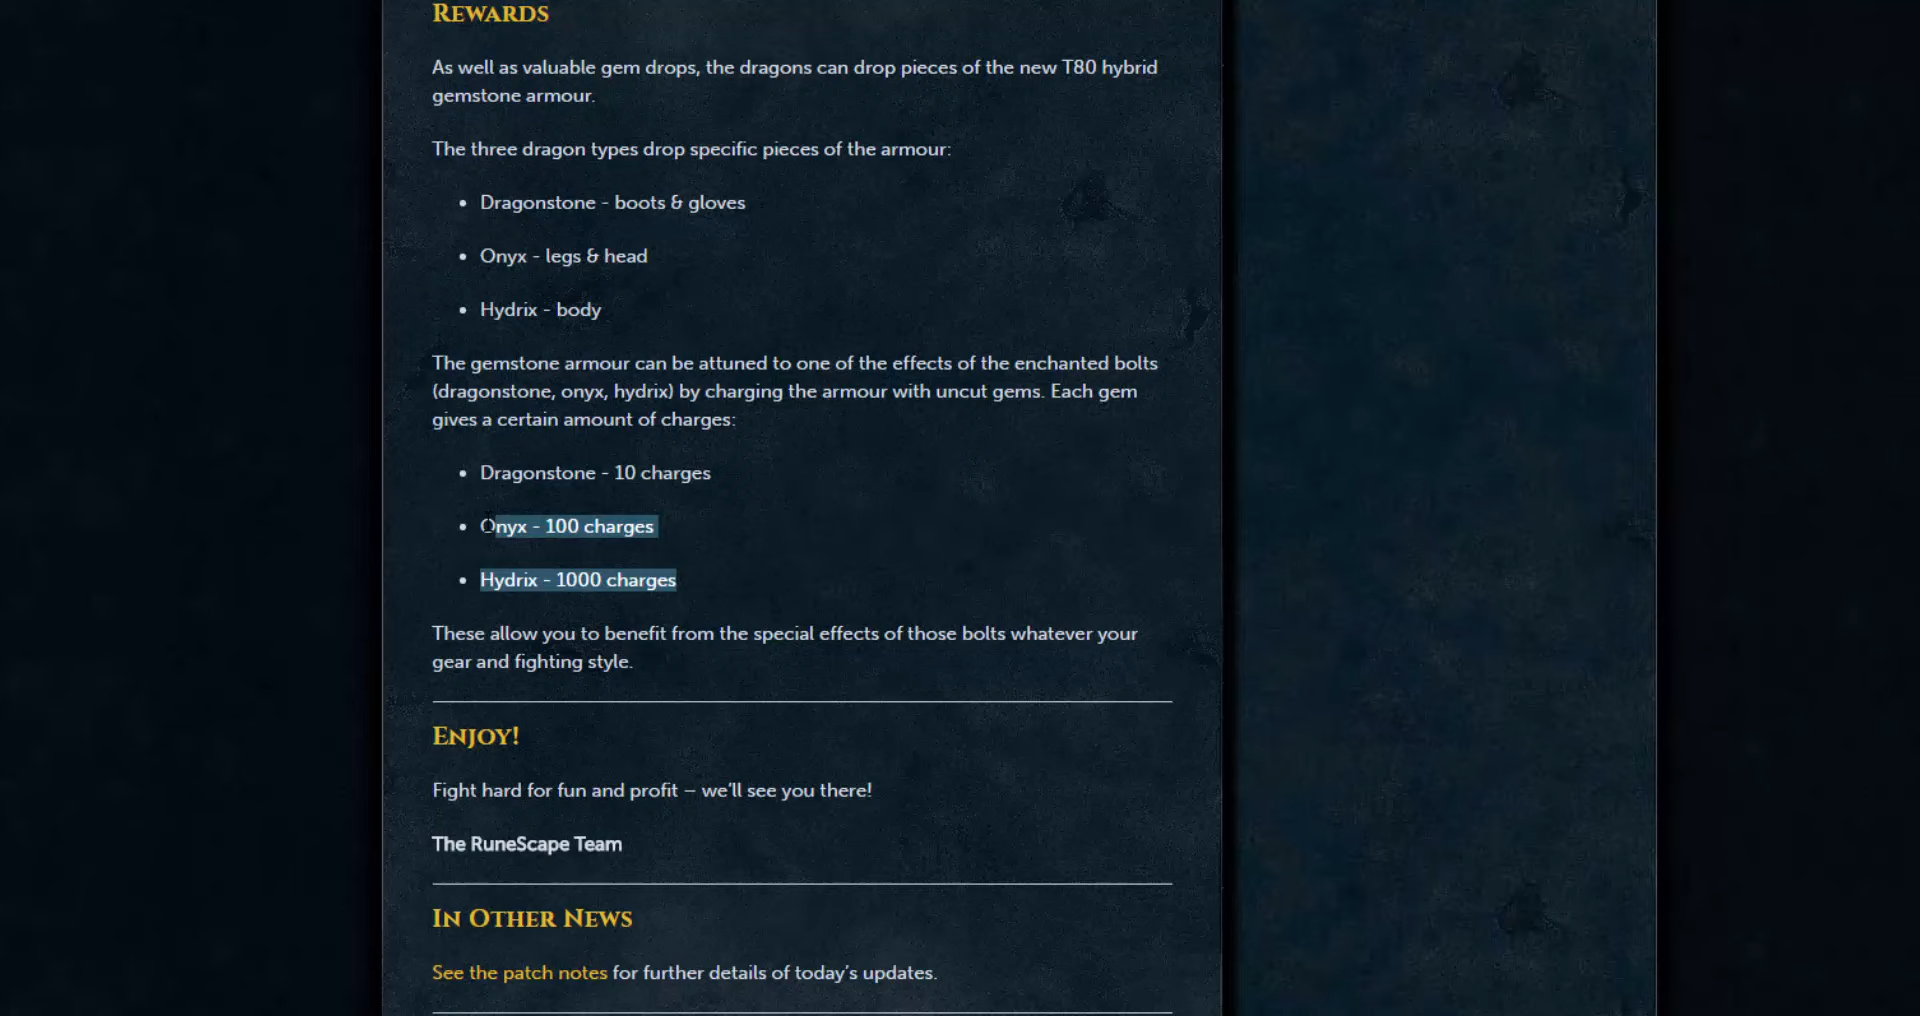 Rewards
As well as valuable gem drops, the dragons can drop pieces of the new T80 hybrid
gemstone armour.
The three dragon types drop specific pieces of the armour:
• Dragonstone - boots & gloves
• Onyx - legs & head
• Hydrix - body
The gemstone armour can be attuned to one of the effects of the enchanted bolts
(dragonstone, onyx, hydrix) by charging the armour with uncut gems. Each gem
gives a certain amount of charges:
• Dragonstone - 10 charges
• Onyx - 100 charges
• Hydrix - 1000 charges
These allow you to benefit from the special effects of those bolts whatever your
gear and fighting style.
Enjoy!
Fight hard for fun and profit – we'll see you there!
The RuneScape Team
In Other News
See the patch notes for further details of today's updates.